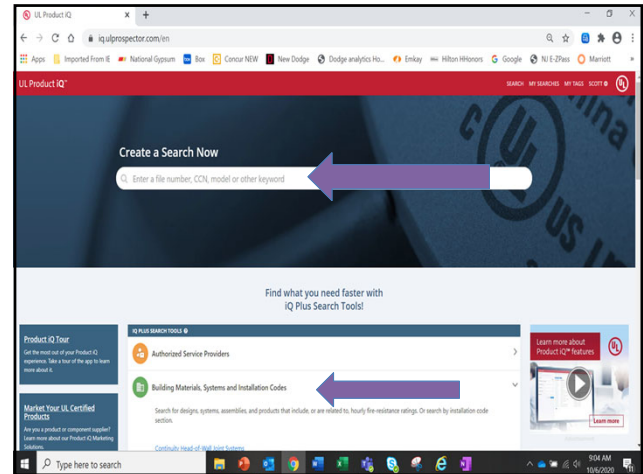 UL Product iQ
iq.ulprospector.com/en
Apps Imported From IE National Gypsum Box Concur NEW New Dodge Dodge analytics Ho... Emkay Hilton HHonors Google NJ E-ZPass Marriott
UL Product iQ™
SEARCH MY SEARCHES MY TAGS SCOTT
Create a Search Now
Enter a file number, CCN, model or other keyword
Find what you need faster with
iQ Plus Search Tools!
Product iQ Tour
Get the most out of your Product iQ
experience. Take a tour of the app to learn
more about it.
Market Your UL Certified
Products
Are you a product or component supplier?
Learn more about our Product iQ Marketing
Solutions.
IQ PLUS SEARCH TOOLS
Authorized Service Providers
Building Materials, Systems and Installation Codes
Search for designs, systems, assemblies, and products that include, or are related to, hourly fire-resistance ratings. Or search by installation code
section.
Continuity Head-of-Wall Joint Systems
Learn more about
Product iQ™ features
Learn more
Type here to search
9:04 AM
10/6/2020